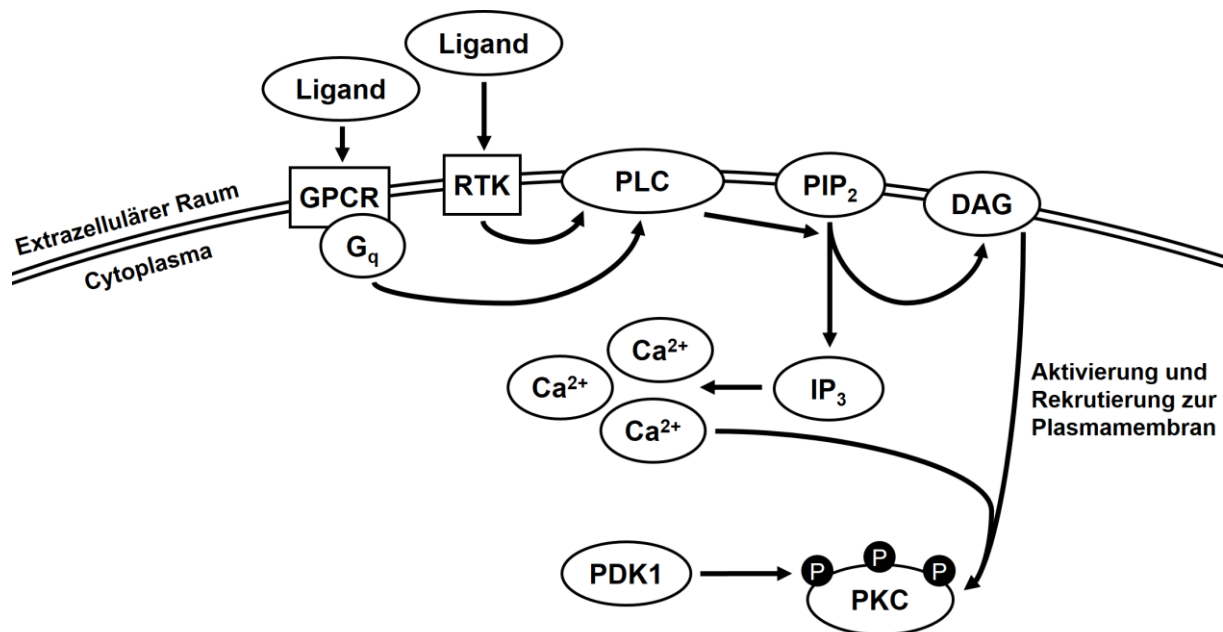 Ligand
Ligand
GPCR
RTK
PLC
PIP₂
DAG
Gq
Extrazellulärer Raum
Cytoplasma
Ca²⁺
Ca²⁺
Ca²⁺
IP₃
Aktivierung und
Rekrutierung zur
Plasmamembran
PDK1
P
P
P
PKC